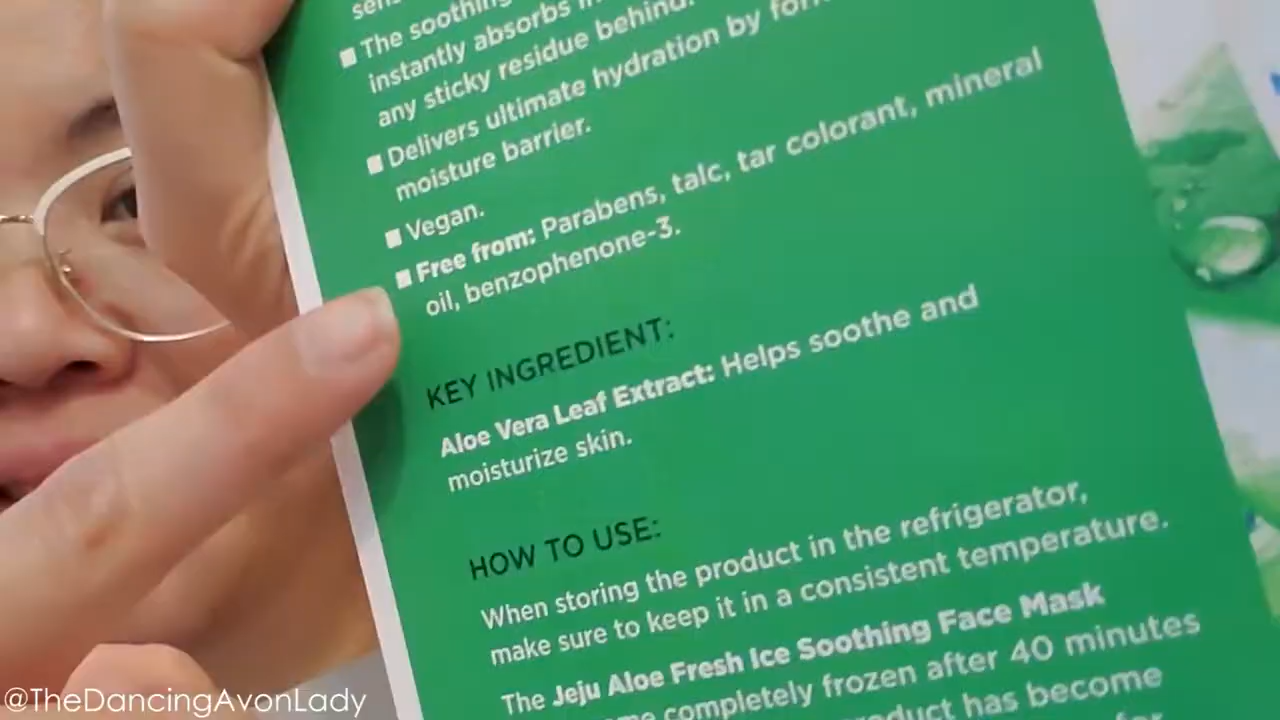 ■ The soothing
instantly absorbs
any sticky residue behind.
■ Delivers ultimate hydration by
moisture barrier.
■ Vegan.
■ Free from: Parabens, talc, tar colorant, mineral
oil, benzophenone-3.
KEY INGREDIENT:
Aloe Vera Leaf Extract: Helps soothe and
moisturize skin.
HOW TO USE:
When storing the product in the refrigerator,
make sure to keep it in a consistent temperature.
The Jeju Aloe Fresh Ice Soothing Face Mask
completely frozen after 40 minutes
has become
@TheDancingAvonLady